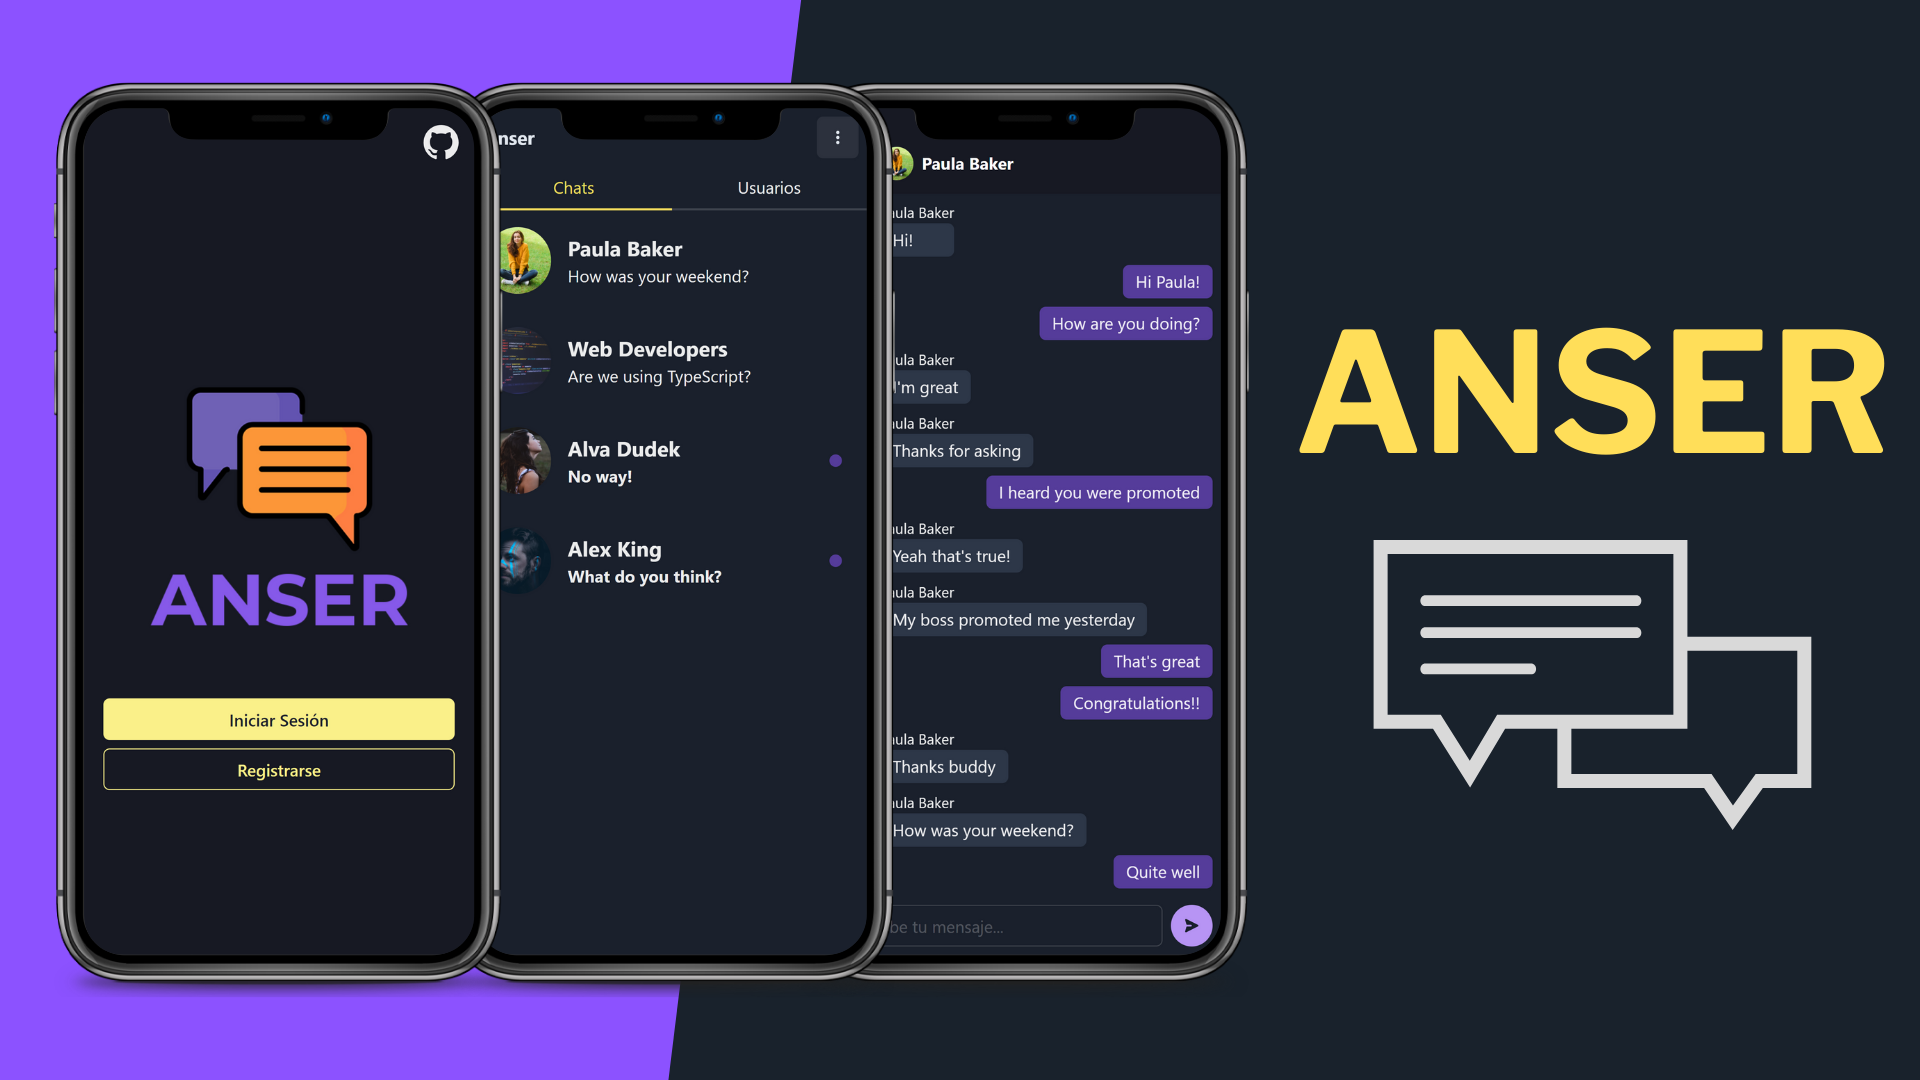 ANSER
Iniciar Sesión
Registrarse
nser
Chats
Usuarios
Paula Baker
How was your weekend?
Web Developers
Are we using TypeScript?
Alva Dudek
No way!
Alex King
What do you think?
Paula Baker
ula Baker
Hi!
Hi Paula!
How are you doing?
ula Baker
'm great
ula Baker
Thanks for asking
I heard you were promoted
ula Baker
Yeah that's true!
ula Baker
My boss promoted me yesterday
That's great
Congratulations!!
ula Baker
Thanks buddy
ula Baker
How was your weekend?
Quite well
be tu mensaje...
ANSER